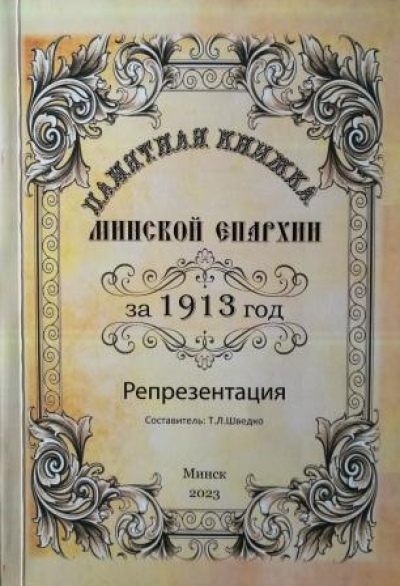 ПАМЯТНАЯ КНИЖКА
МИНСКОЙ ЕПАРХИИ
за 1913 год
Репрезентация
Составитель: Т.Л.Шведко
Минск
2023